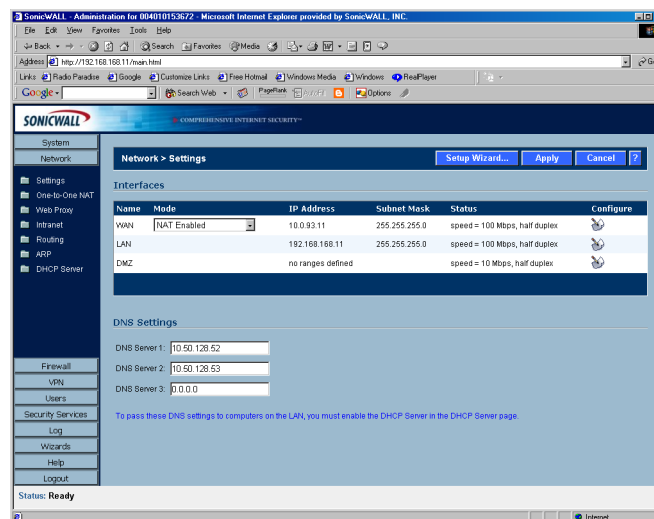 SonicWALL - Administration for 004010153672 - Microsoft Internet Explorer provided by SonicWALL, INC.
File Edit View Favorites Tools Help
Back Search Favorites Media
Address http://192.168.168.11/main.html
Links Radio Paradise Google Customize Links Free Hotmail Windows Media Windows RealPlayer
Google Search Web PageRank AutoFill Options
SONICWALL COMPREHENSIVE INTERNET SECURITY™
System
Network
Settings
One-to-One NAT
Web Proxy
Intranet
Routing
ARP
DHCP Server
Firewall
VPN
Users
Security Services
Log
Wizards
Help
Logout
Network > Settings Setup Wizard... Apply Cancel ?
Interfaces
Name Mode IP Address Subnet Mask Status Configure
WAN NAT Enabled 10.0.93.11 255.255.255.0 speed = 100 Mbps, half duplex
LAN 192.168.168.11 255.255.255.0 speed = 100 Mbps, half duplex
DMZ no ranges defined speed = 10 Mbps, half duplex
DNS Settings
DNS Server 1: 10.50.128.52
DNS Server 2: 10.50.128.53
DNS Server 3: 0.0.0.0
To pass these DNS settings to computers on the LAN, you must enable the DHCP Server in the DHCP Server page.
Status: Ready
Internet